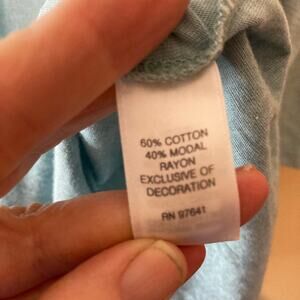 60% COTTON
40% MODAL
RAYON
EXCLUSIVE OF
DECORATION
RN 97641